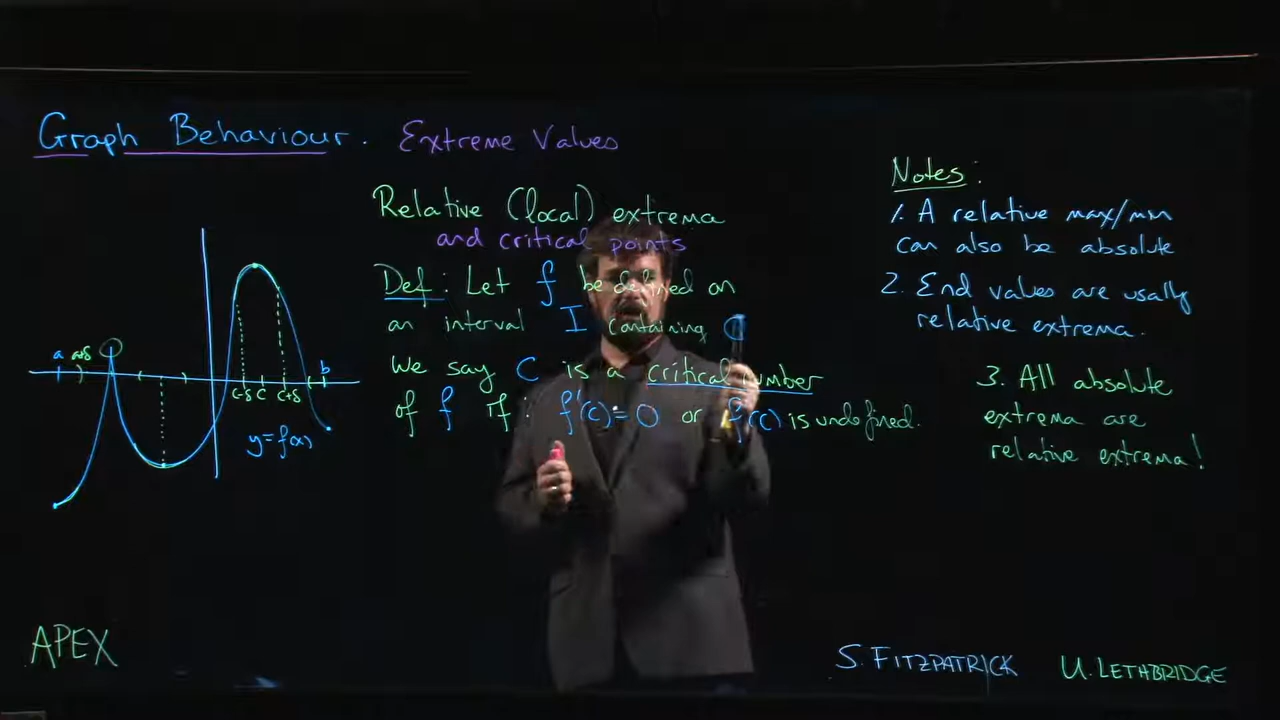 Graph Behaviour. Extreme Values
Relative (local) extrema
and critical points
Def: Let f be defined on
an interval I containing
We say C is a critical number
of f if: f'(c)=0 or f'(c) is undefined.
a a+δ
c-δ c c+δ
b
y=f(x)
Notes:
1. A relative max/min
can also be absolute
2. End values are usally
relative extrema.
3. All absolute
extrema are
relative extrema!
APEX
S. FITZPATRICK U. LETHBRIDGE